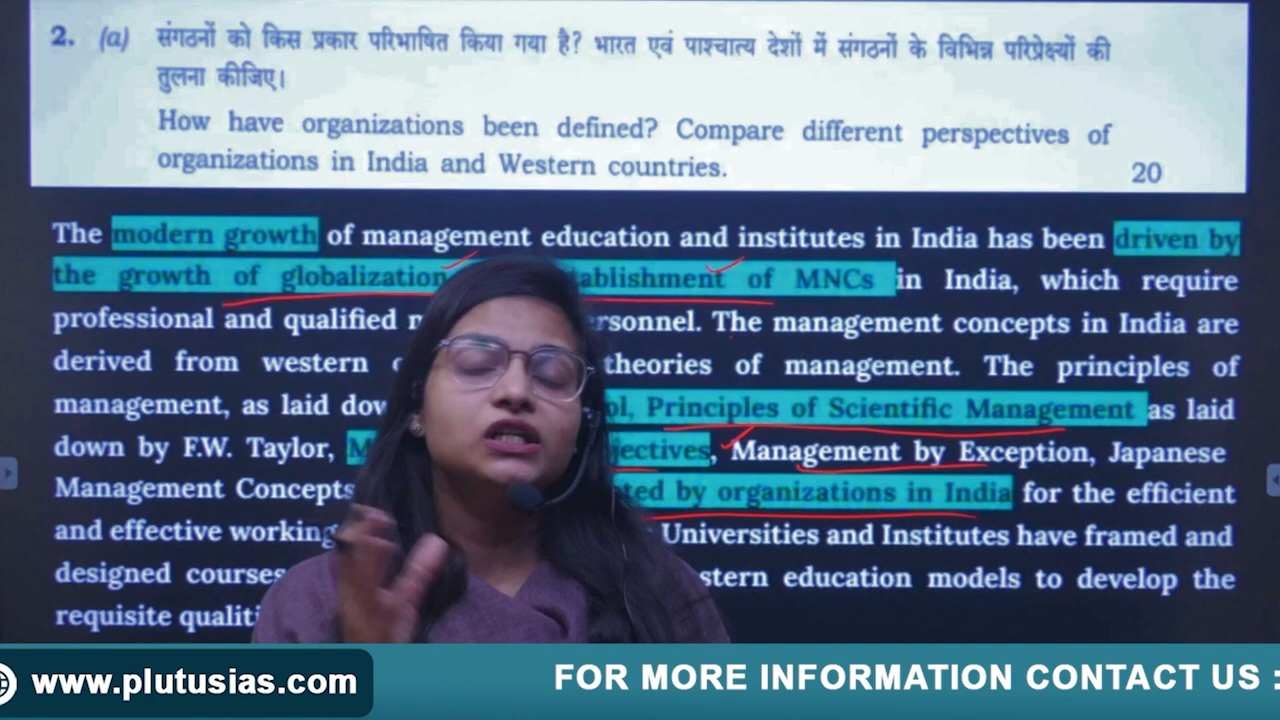 2. (a) संगठनों को किस प्रकार परिभाषित किया गया है? भारत एवं पाश्चात्य देशों में संगठनों के विभिन्न परिप्रेक्ष्यों की
तुलना कीजिए।
How have organizations been defined? Compare different perspectives of
organizations in India and Western countries. 20
The modern growth of management education and institutes in India has been driven by
the growth of globalization tablishment of MNCs in India, which require
professional and qualified rsonnel. The management concepts in India are
derived from western theories of management. The principles of
management, as laid dow ol, Principles of Scientific Management as laid
down by F.W. Taylor, M jectives, Management by Exception, Japanese
Management Concepts ted by organizations in India for the efficient
and effective working Universities and Institutes have framed and
designed courses stern education models to develop the
requisite qualiti
www.plutusias.com
FOR MORE INFORMATION CONTACT US :